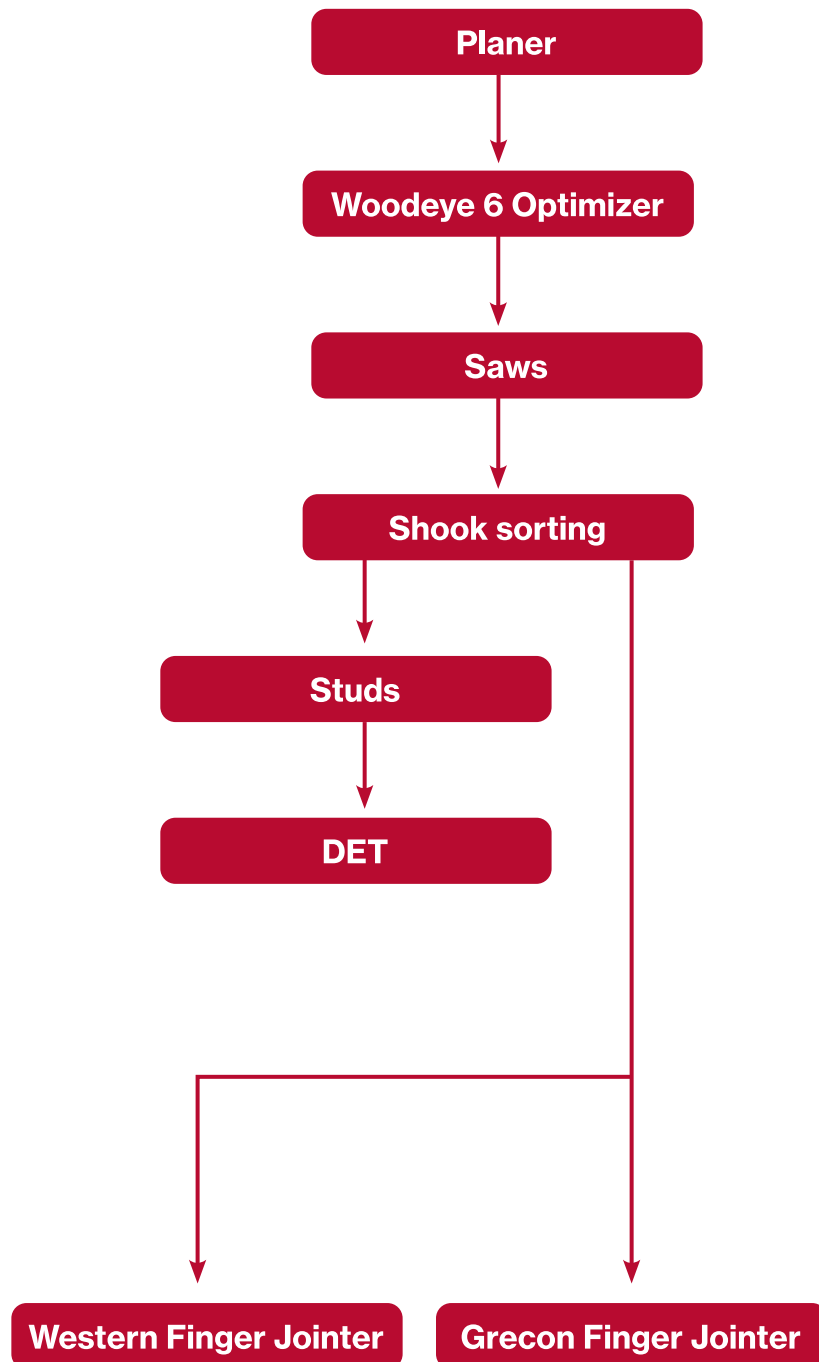 Planer
Woodeye 6 Optimizer
Saws
Shook sorting
Studs
DET
Western Finger Jointer
Grecon Finger Jointer